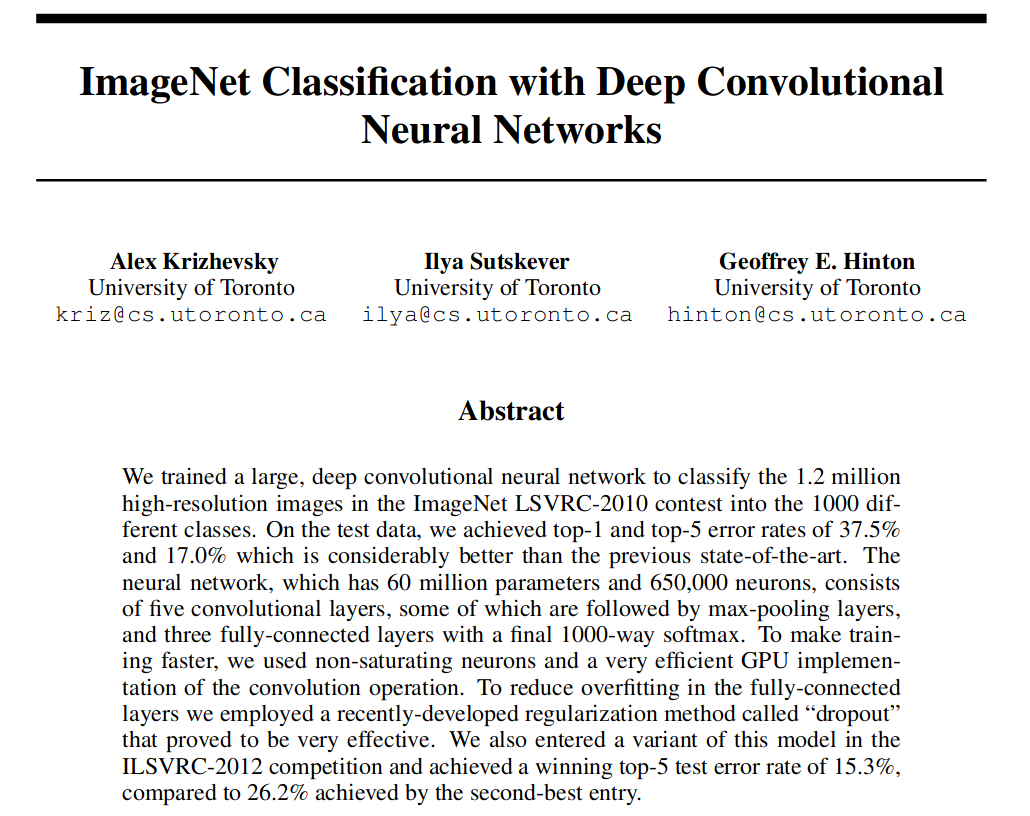 ImageNet Classification with Deep Convolutional
Neural Networks
Alex Krizhevsky
University of Toronto
kriz@cs.utoronto.ca
Ilya Sutskever
University of Toronto
ilya@cs.utoronto.ca
Geoffrey E. Hinton
University of Toronto
hinton@cs.utoronto.ca
Abstract
We trained a large, deep convolutional neural network to classify the 1.2 million
high-resolution images in the ImageNet LSVRC-2010 contest into the 1000 dif-
ferent classes. On the test data, we achieved top-1 and top-5 error rates of 37.5%
and 17.0% which is considerably better than the previous state-of-the-art. The
neural network, which has 60 million parameters and 650,000 neurons, consists
of five convolutional layers, some of which are followed by max-pooling layers,
and three fully-connected layers with a final 1000-way softmax. To make train-
ing faster, we used non-saturating neurons and a very efficient GPU implemen-
tation of the convolution operation. To reduce overfitting in the fully-connected
layers we employed a recently-developed regularization method called “dropout”
that proved to be very effective. We also entered a variant of this model in the
ILSVRC-2012 competition and achieved a winning top-5 test error rate of 15.3%,
compared to 26.2% achieved by the second-best entry.